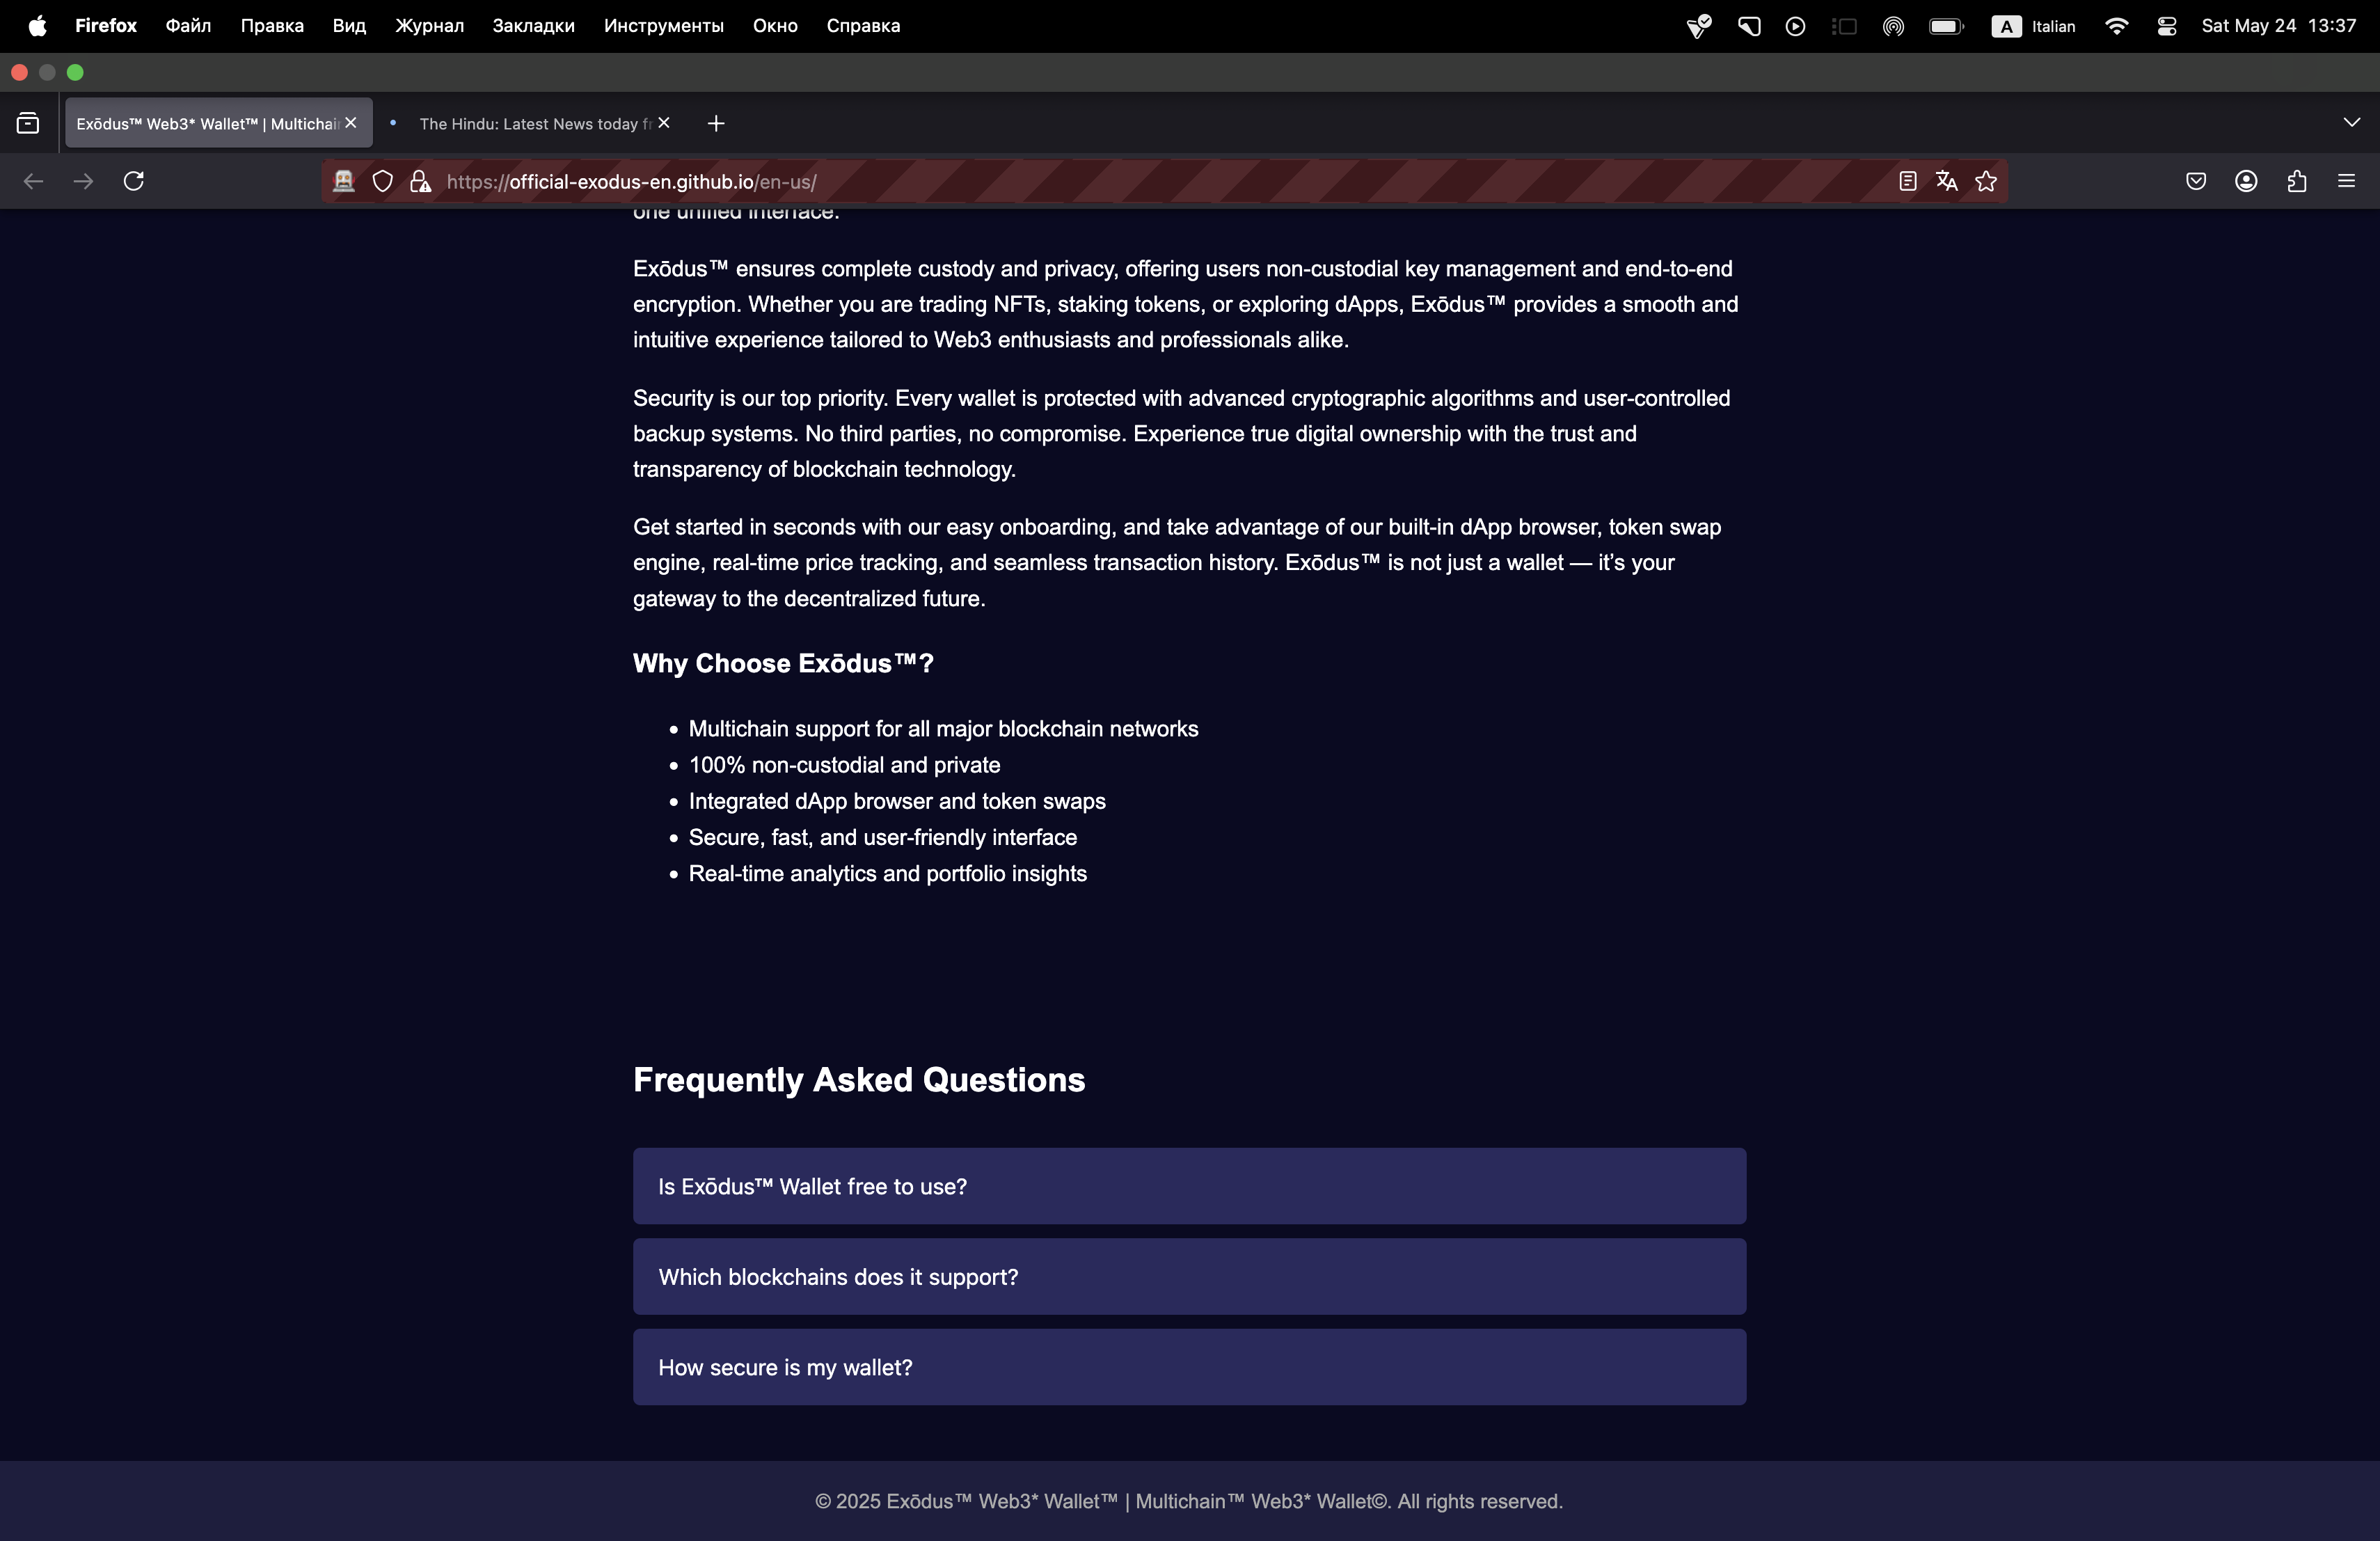 Firefox Файл Правка Вид Журнал Закладки Инструменты Окно Справка A Italian Sat May 24 13:37
Exōdus™ Web3* Wallet™ | Multichai The Hindu: Latest News today f
https://official-exodus-en.github.io/en-us/
one unified interface.
Exōdus™ ensures complete custody and privacy, offering users non-custodial key management and end-to-end
encryption. Whether you are trading NFTs, staking tokens, or exploring dApps, Exōdus™ provides a smooth and
intuitive experience tailored to Web3 enthusiasts and professionals alike.
Security is our top priority. Every wallet is protected with advanced cryptographic algorithms and user-controlled
backup systems. No third parties, no compromise. Experience true digital ownership with the trust and
transparency of blockchain technology.
Get started in seconds with our easy onboarding, and take advantage of our built-in dApp browser, token swap
engine, real-time price tracking, and seamless transaction history. Exōdus™ is not just a wallet — it’s your
gateway to the decentralized future.
Why Choose Exōdus™?
• Multichain support for all major blockchain networks
• 100% non-custodial and private
• Integrated dApp browser and token swaps
• Secure, fast, and user-friendly interface
• Real-time analytics and portfolio insights
Frequently Asked Questions
Is Exōdus™ Wallet free to use?
Which blockchains does it support?
How secure is my wallet?
© 2025 Exōdus™ Web3* Wallet™ | Multichain™ Web3* Wallet©. All rights reserved.